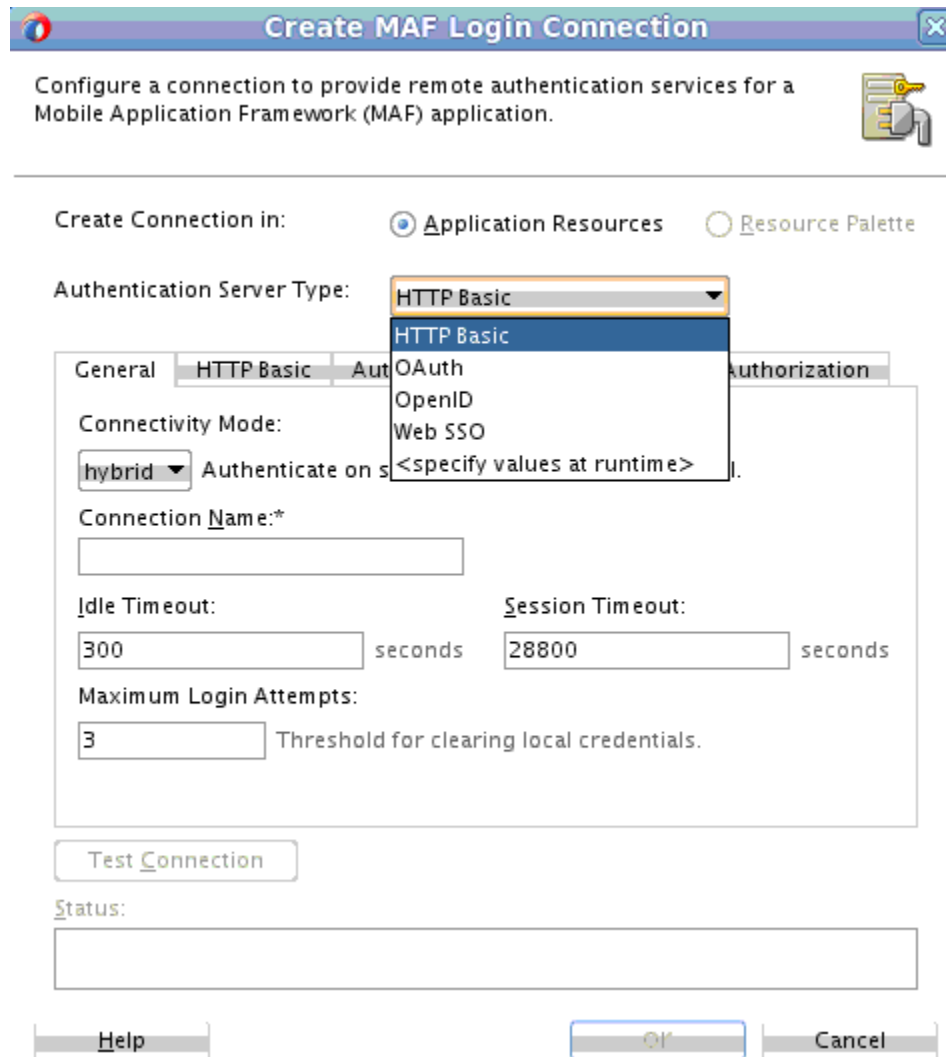 Create MAF Login Connection
Configure a connection to provide remote authentication services for a
Mobile Application Framework (MAF) application.
Create Connection in: Application Resources Resource Palette
Authentication Server Type: HTTP Basic
HTTP Basic
OAuth
OpenID
Web SSO
<specify values at runtime>
General HTTP Basic Authorization
Connectivity Mode:
hybrid Authenticate on
Connection Name:*
Idle Timeout: Session Timeout:
300 seconds 28800 seconds
Maximum Login Attempts:
3 Threshold for clearing local credentials.
Test Connection
Status:
Help OK Cancel